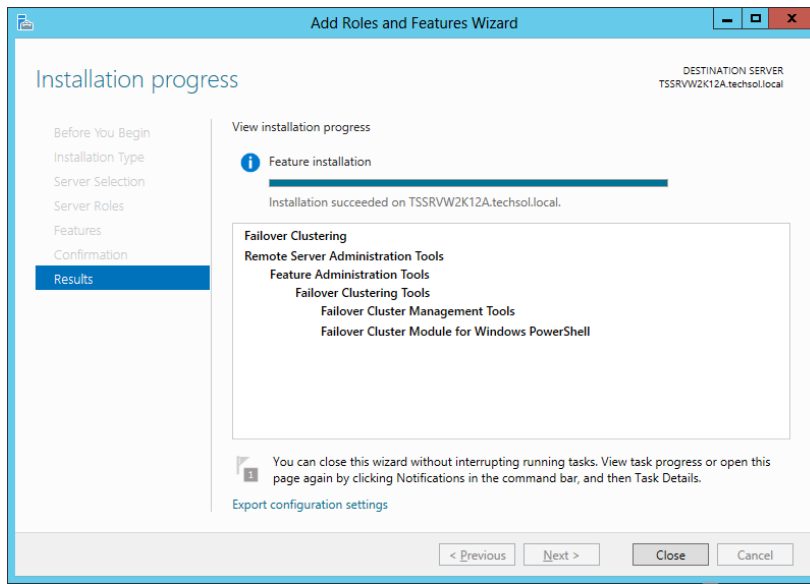 Add Roles and Features Wizard
Installation progress
DESTINATION SERVER
TSSRVW2K12A.techsol.local
Before You Begin
Installation Type
Server Selection
Server Roles
Features
Confirmation
Results
View installation progress
Feature installation
Installation succeeded on TSSRVW2K12A.techsol.local.
Failover Clustering
Remote Server Administration Tools
Feature Administration Tools
Failover Clustering Tools
Failover Cluster Management Tools
Failover Cluster Module for Windows PowerShell
1
You can close this wizard without interrupting running tasks. View task progress or open this
page again by clicking Notifications in the command bar, and then Task Details.
Export configuration settings
< Previous
Next >
Close
Cancel